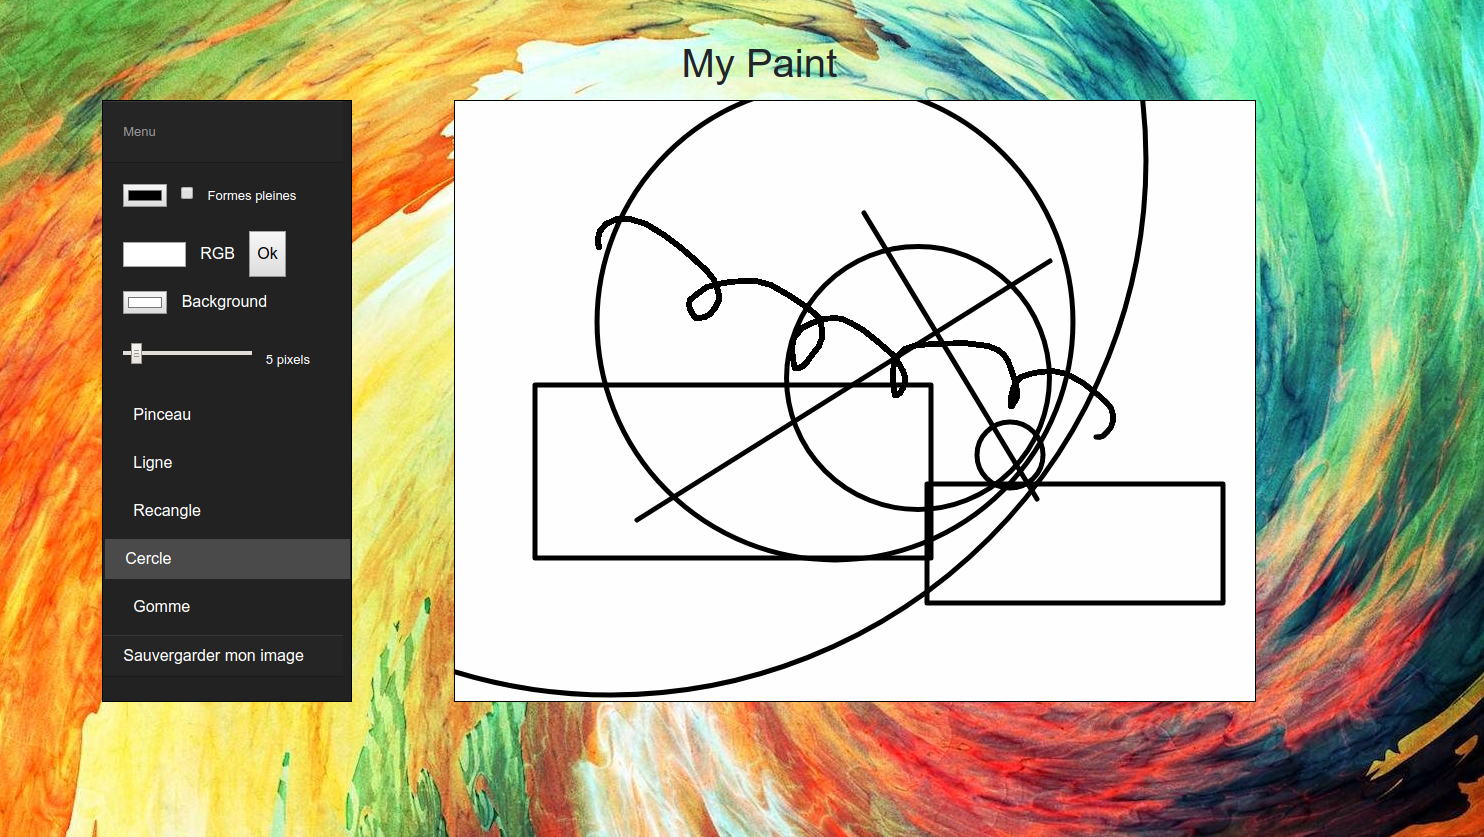 My Paint
Menu
Formes pleines
RGB Ok
Background
5 pixels
Pinceau
Ligne
Recangle
Cercle
Gomme
Sauvergarder mon image